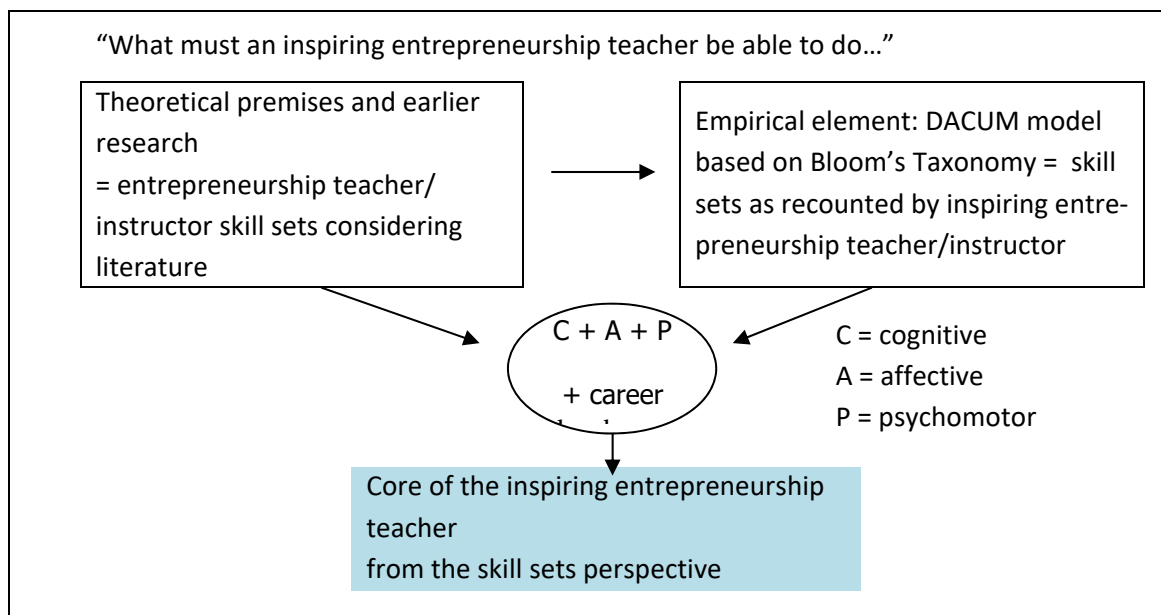 “What must an inspiring entrepreneurship teacher be able to do…”
Theoretical premises and earlier
research
= entrepreneurship teacher/
instructor skill sets considering
literature
Empirical element: DACUM model
based on Bloom’s Taxonomy = skill
sets as recounted by inspiring entre-
preneurship teacher/instructor
C + A + P
+ career
C = cognitive
A = affective
P = psychomotor
Core of the inspiring entrepreneurship
teacher
from the skill sets perspective